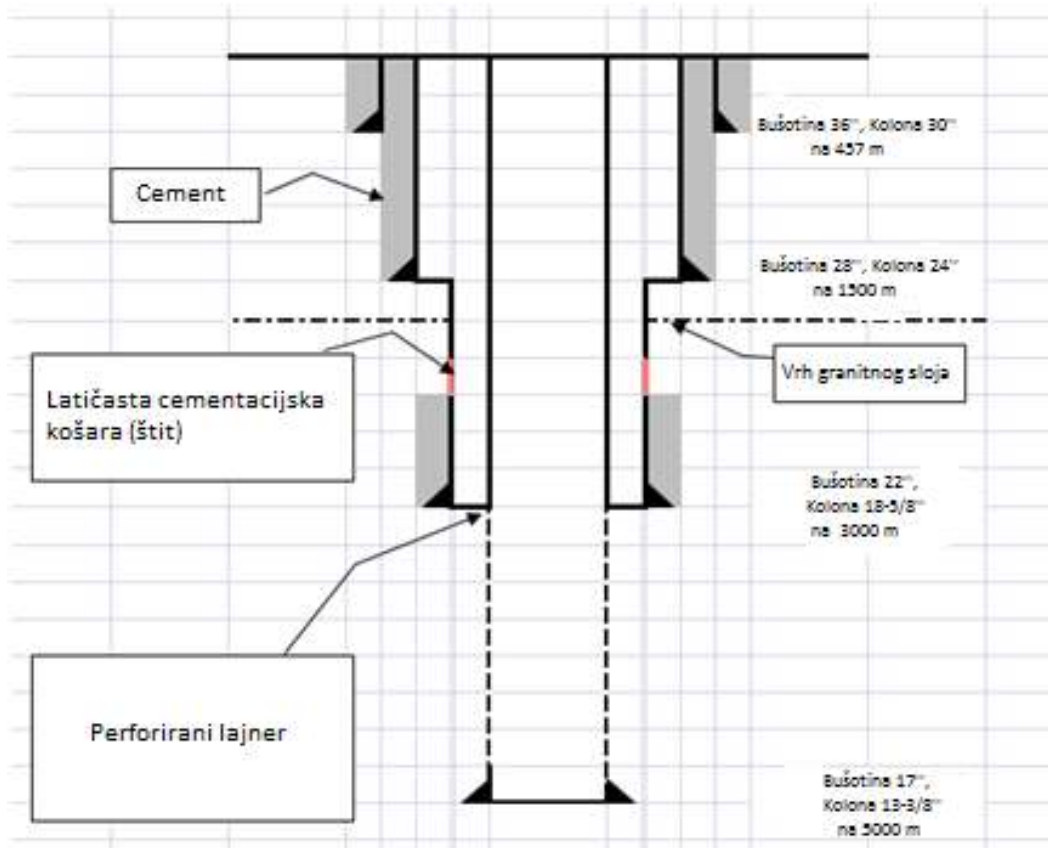 Bušotina 36", Kolona 30"
na 457 m
Cement
Bušotina 28", Kolona 24"
na 1500 m
Latičasta cementacijska
košara (štit)
Vrh granitnog sloja
Bušotina 22",
Kolona 18-5/8"
na 3000 m
Perforirani lajner
Bušotina 17",
Kolona 13-3/8"
na 5000 m